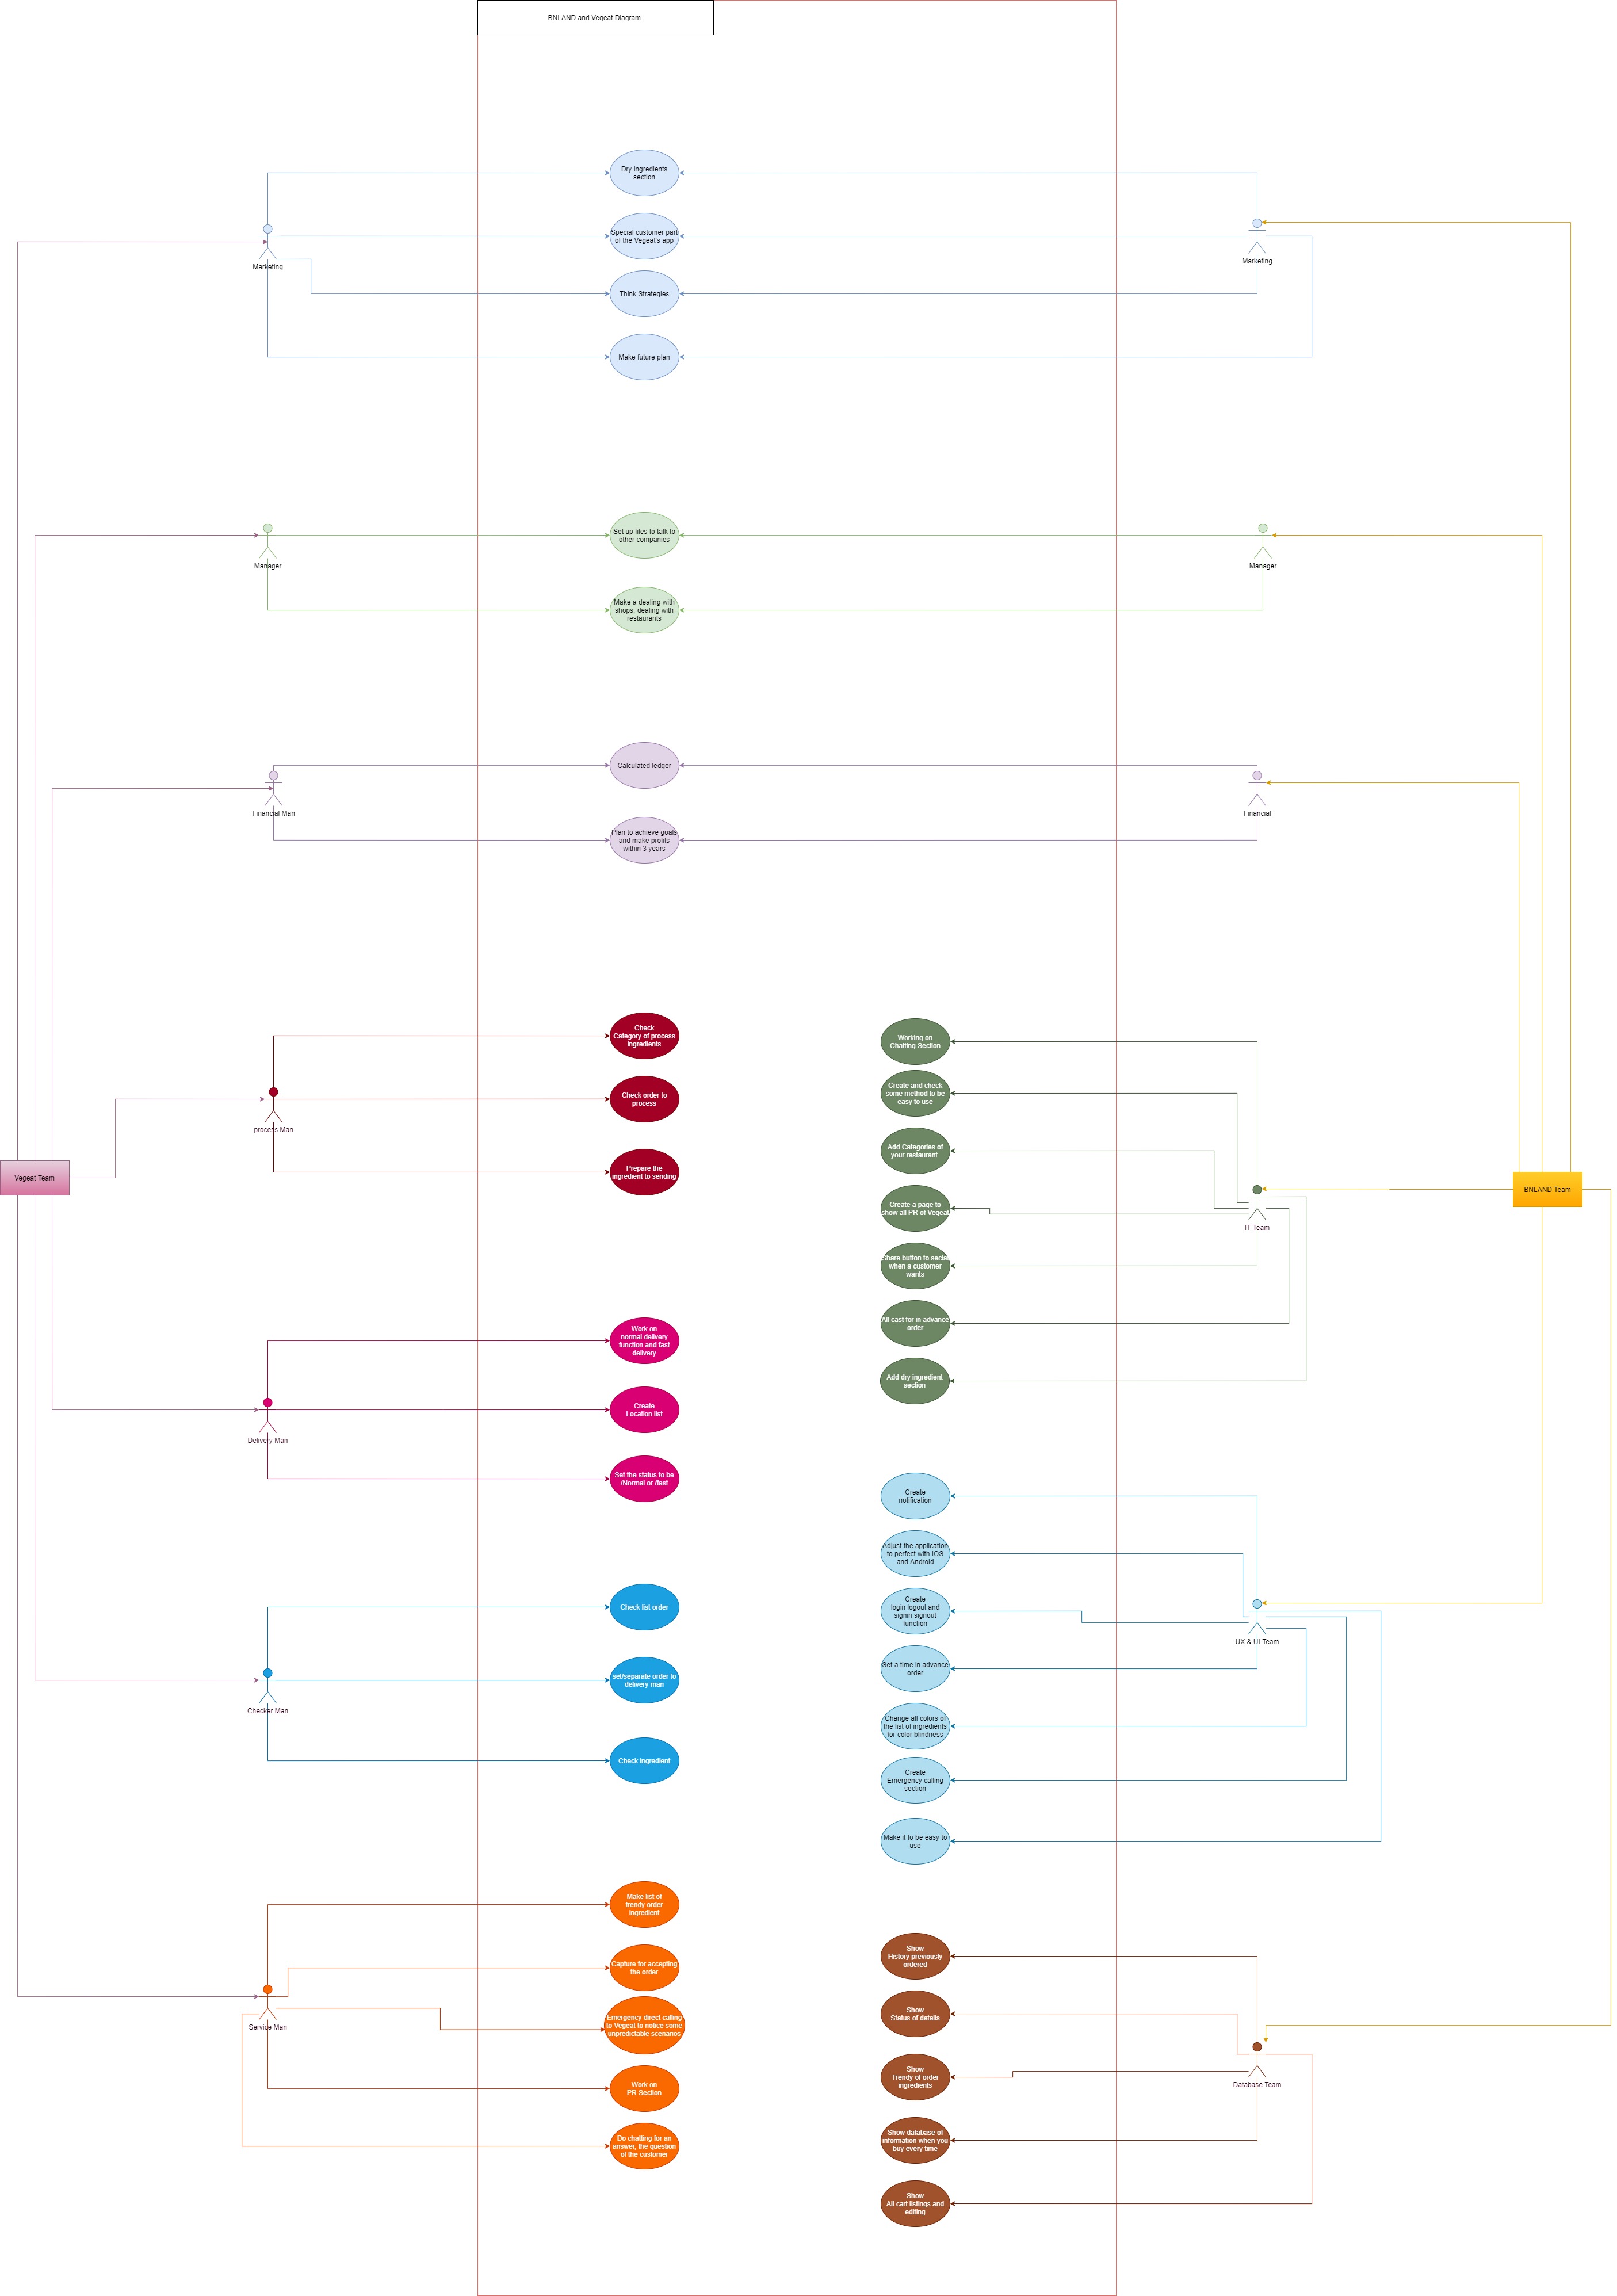 BNLAND and Vegeat Diagram
Dry ingredients
section
Special customer part
of the Vegeat's app
Marketing
Marketing
Think Strategies
Make future plan
Set up files to talk to
other companies
Manager
Manager
Make a dealing with
shops, dealing with
restaurants
Calculated ledger
Financial Man
Financial
Plan to achieve goals
and make profits
within 3 years
Check
Category of process
ingredients
Check order to
process
process Man
Prepare the
ingredient to sending
Vegeat Team
Working on
Chatting Section
Create and check
some method to be
easy to use
Add Categories of
your restaurant
Create a page to
show all PR of Vegeat
IT Team
BNLAND Team
Share button to secial
when a customer
wants
All cast for in advance
order
Add dry ingredient
section
Work on
normal delivery
function and fast
delivery
Create
Location list
Delivery Man
Set the status to be
/Normal or /fast
Create
notification
Adjust the application
to perfect with IOS
and Android
Create
login logout and
signin signout
function
UX & UI Team
Set a time in advance
order
Change all colors of
the list of ingredients
for color blindness
Create
Emergency calling
section
Make it to be easy to
use
Check list order
set/separate order to
delivery man
Checker Man
Check ingredient
Make list of
trendy order
ingredient
Capture for accepting
the order
Service Man
Emergency direct calling
to Vegeat to notice some
unpredictable scenarios
Work on
PR Section
Do chatting for an
answer, the question
of the customer
Show
History previously
ordered
Show
Status of details
Show
Trendy of order
ingredients
Database Team
Show database of
information when you
buy every time
Show
All cart listings and
editing